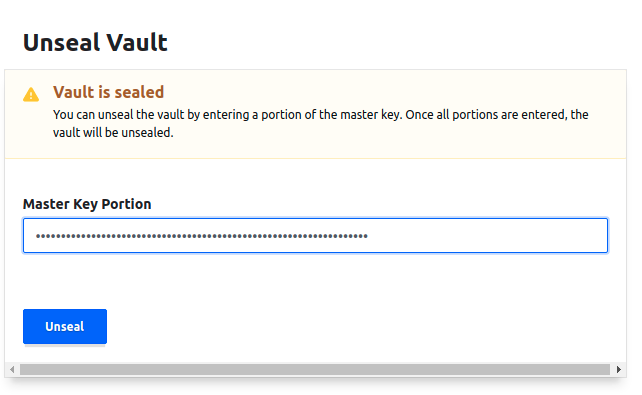 Unseal Vault
Vault is sealed
You can unseal the vault by entering a portion of the master key. Once all portions are entered, the
vault will be unsealed.
Master Key Portion
Unseal